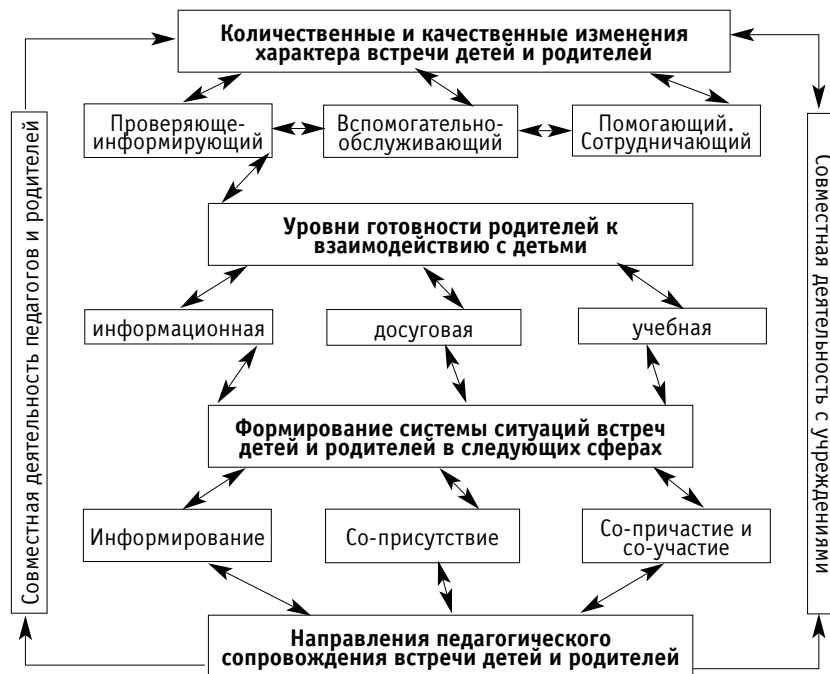 Количественные и качественные изменения
характера встречи детей и родителей
Проверяюще-
информирующий
Вспомогательно-
обслуживающий
Помогающий.
Сотрудничающий
Уровни готовности родителей к
взаимодействию с детьми
информационная
досуговая
учебная
Формирование системы ситуаций встреч
детей и родителей в следующих сферах
Информирование
Со-присутствие
Со-причастие и
со-участие
Направления педагогического
сопровождения встречи детей и родителей
Совместная деятельность педагогов и родителей
Совместная деятельность с учреждениями